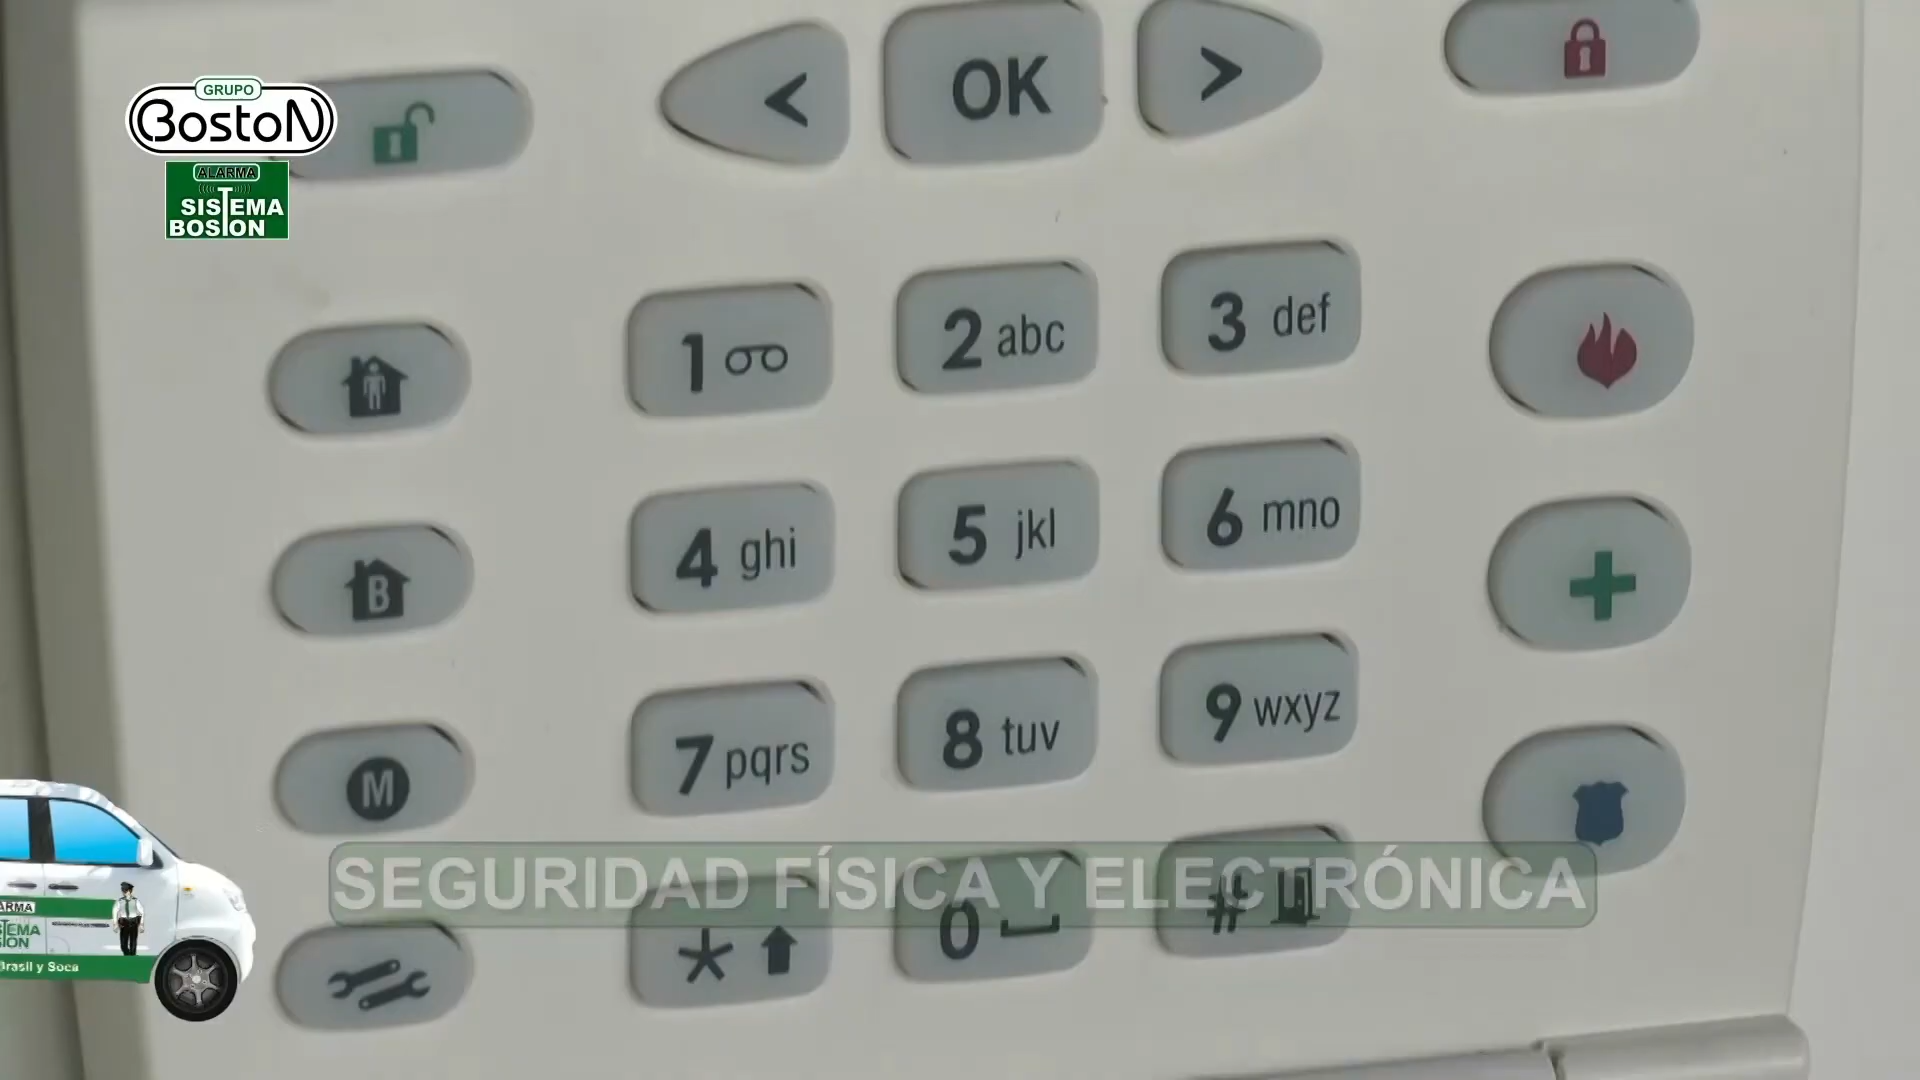 GRUPO
BostoN
ALARMA
SISTEMA
BOSTON
< OK >
1
2 abc
3 def
B
4 ghi
5 jkl
6 mno
M
7 pqrs
8 tuv
9 wxyz
SEGURIDAD FÍSICA Y ELECTRÓNICA
*
0
#
Brasil y Soca